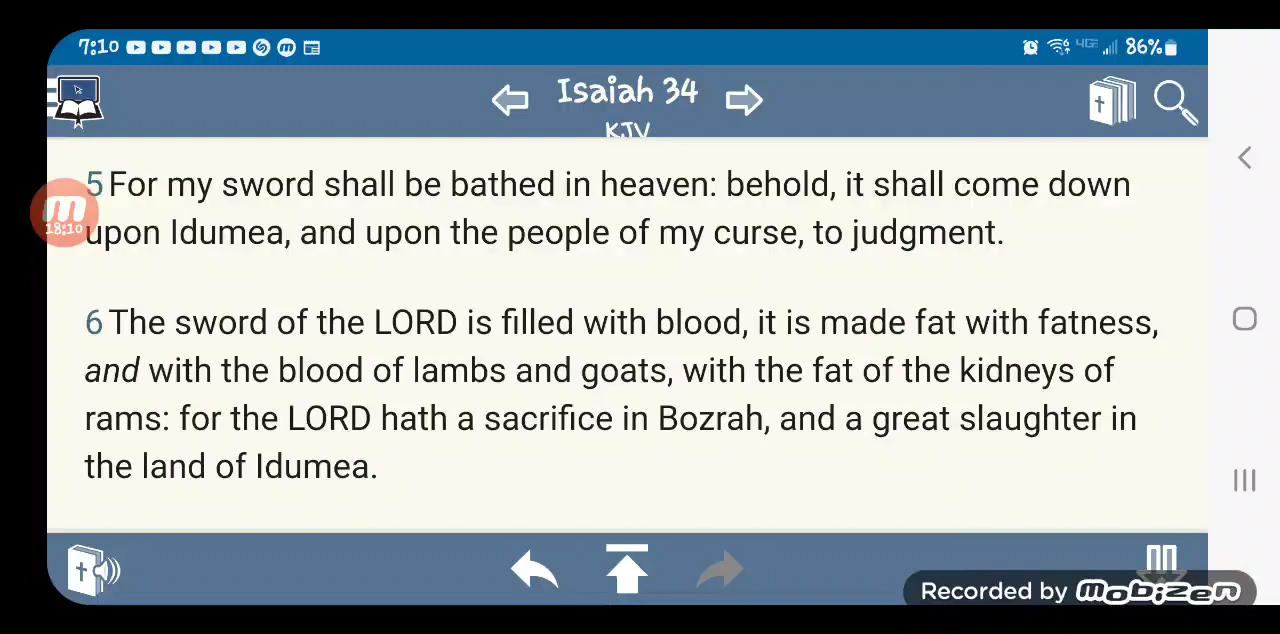 7:10 4GE 86%
Isaiah 34
KJV
5 For my sword shall be bathed in heaven: behold, it shall come down
upon Idumea, and upon the people of my curse, to judgment.
18:10
6 The sword of the LORD is filled with blood, it is made fat with fatness,
and with the blood of lambs and goats, with the fat of the kidneys of
rams: for the LORD hath a sacrifice in Bozrah, and a great slaughter in
the land of Idumea.
Recorded by mobizen